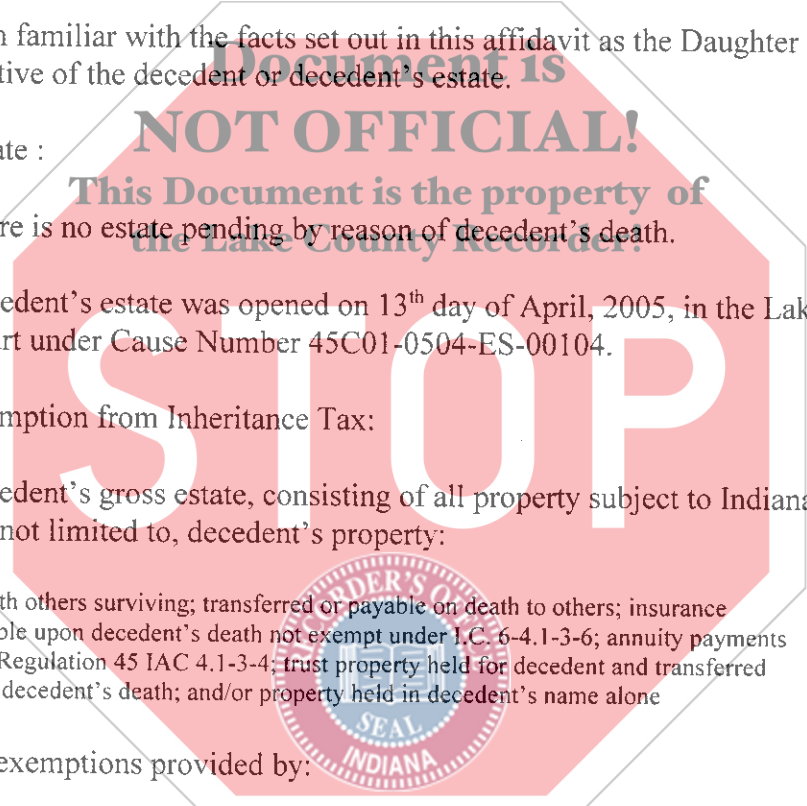 n familiar with the facts set out in this affidavit as the Daughter
tive of the decedent or decedent's estate.
Document is
NOT OFFICIAL!
ate :
This Document is the property of
the Lake County Recorder!
re is no estate pending by reason of decedent's death.
edent's estate was opened on 13th day of April, 2005, in the Lak
rt under Cause Number 45C01-0504-ES-00104.
STOP
mption from Inheritance Tax:
edent's gross estate, consisting of all property subject to Indiana
not limited to, decedent's property:
th others surviving; transferred or payable on death to others; insurance
ble upon decedent's death not exempt under I.C. 6-4.1-3-6; annuity payments
Regulation 45 IAC 4.1-3-4; trust property held for decedent and transferred
decedent's death; and/or property held in decedent's name alone
RECORDER'S OFFICE
SEAL
INDIANA
exemptions provided by: